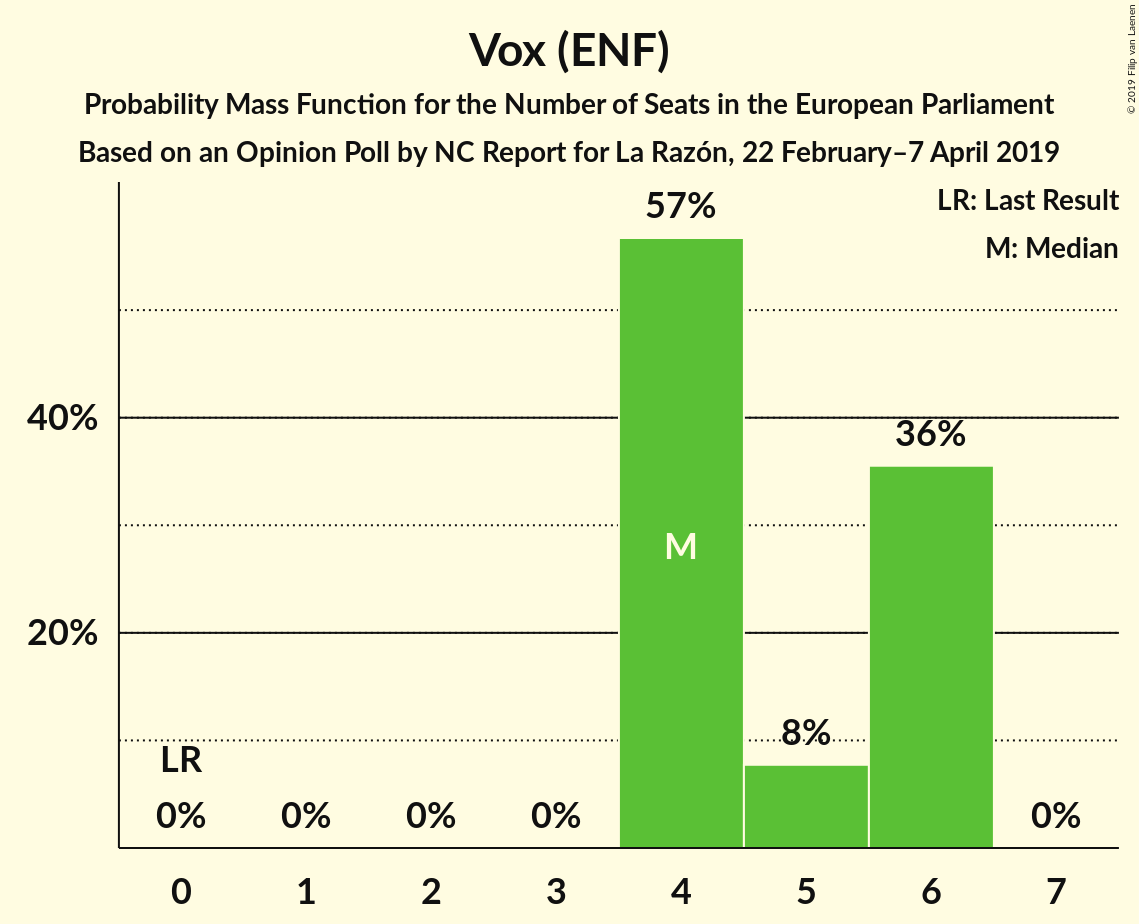 Vox (ENF)
Probability Mass Function for the Number of Seats in the European Parliament
Based on an Opinion Poll by NC Report for La Razón, 22 February–7 April 2019
© 2019 Filip van Laenen
LR: Last Result
M: Median
57%
40%
36%
M
20%
8%
LR
0% 0% 0% 0% 0%
0 1 2 3 4 5 6 7